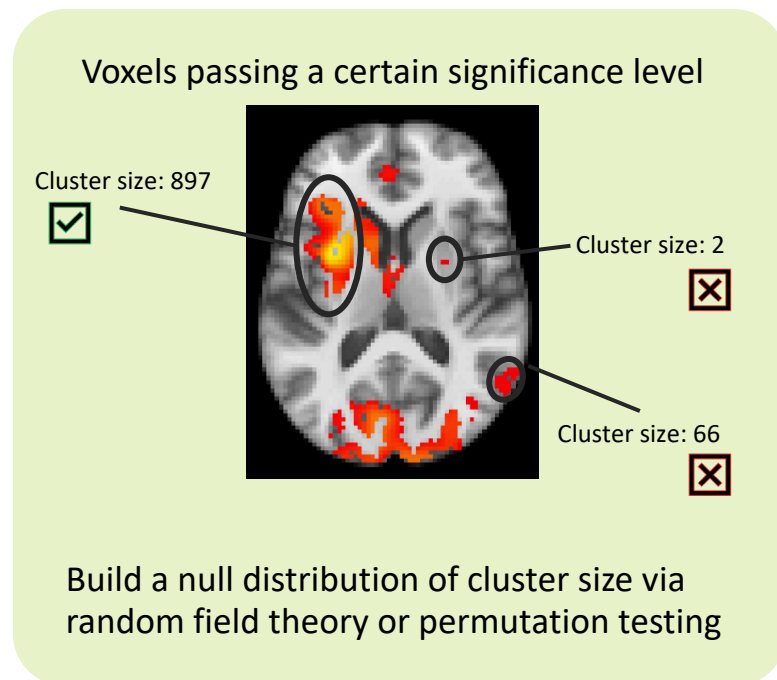 Voxels passing a certain significance level
Cluster size: 897
Cluster size: 2
Cluster size: 66
Build a null distribution of cluster size via
random field theory or permutation testing